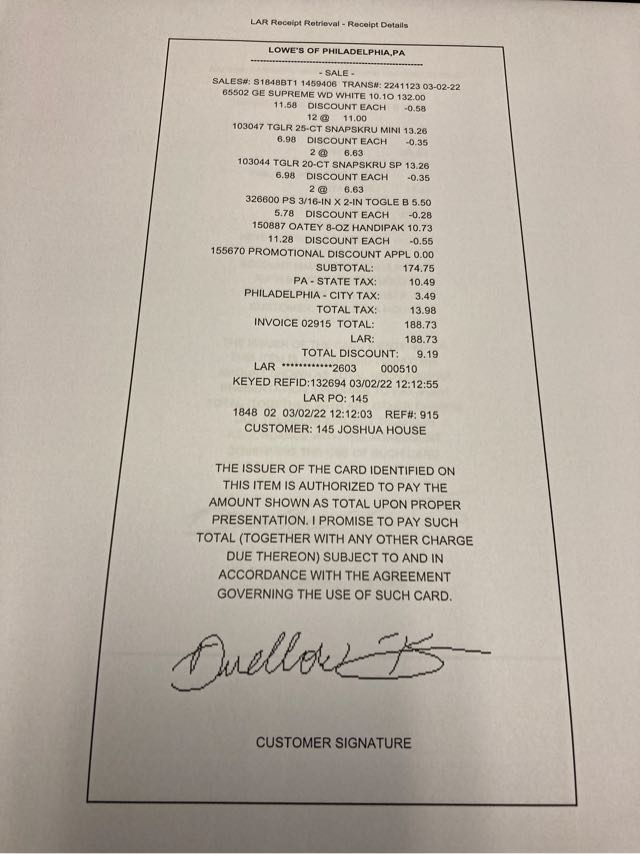 LAR Receipt Retrieval - Receipt Details
LOWE'S OF PHILADELPHIA,PA
- SALE -
SALES#: S1848BT1 1459406 TRANS#: 2241123 03-02-22
65502 GE SUPREME WD WHITE 10.1O 132.00
11.58 DISCOUNT EACH -0.58
12 @ 11.00
103047 TGLR 25-CT SNAPSKRU MINI 13.26
6.98 DISCOUNT EACH -0.35
2 @ 6.63
103044 TGLR 20-CT SNAPSKRU SP 13.26
6.98 DISCOUNT EACH -0.35
2 @ 6.63
326600 PS 3/16-IN X 2-IN TOGLE B 5.50
5.78 DISCOUNT EACH -0.28
150887 OATEY 8-OZ HANDIPAK 10.73
11.28 DISCOUNT EACH -0.55
155670 PROMOTIONAL DISCOUNT APPL 0.00
SUBTOTAL: 174.75
PA - STATE TAX: 10.49
PHILADELPHIA - CITY TAX: 3.49
TOTAL TAX: 13.98
INVOICE 02915 TOTAL: 188.73
LAR: 188.73
TOTAL DISCOUNT: 9.19
LAR ************2603 000510
KEYED REFID:132694 03/02/22 12:12:55
LAR PO: 145
1848 02 03/02/22 12:12:03 REF#: 915
CUSTOMER: 145 JOSHUA HOUSE
THE ISSUER OF THE CARD IDENTIFIED ON
THIS ITEM IS AUTHORIZED TO PAY THE
AMOUNT SHOWN AS TOTAL UPON PROPER
PRESENTATION. I PROMISE TO PAY SUCH
TOTAL (TOGETHER WITH ANY OTHER CHARGE
DUE THEREON) SUBJECT TO AND IN
ACCORDANCE WITH THE AGREEMENT
GOVERNING THE USE OF SUCH CARD.
CUSTOMER SIGNATURE